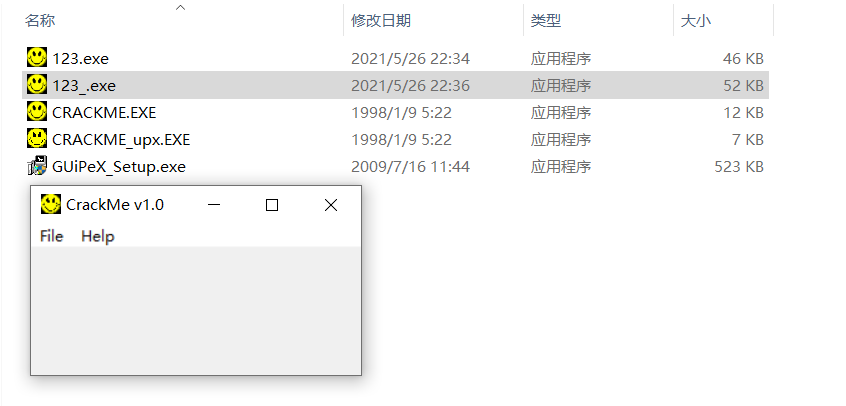 名称 修改日期 类型 大小
123.exe 2021/5/26 22:34 应用程序 46 KB
123_.exe 2021/5/26 22:36 应用程序 52 KB
CRACKME.EXE 1998/1/9 5:22 应用程序 12 KB
CRACKME_upx.EXE 1998/1/9 5:22 应用程序 7 KB
GUiPeX_Setup.exe 2009/7/16 11:44 应用程序 523 KB
CrackMe v1.0
File Help